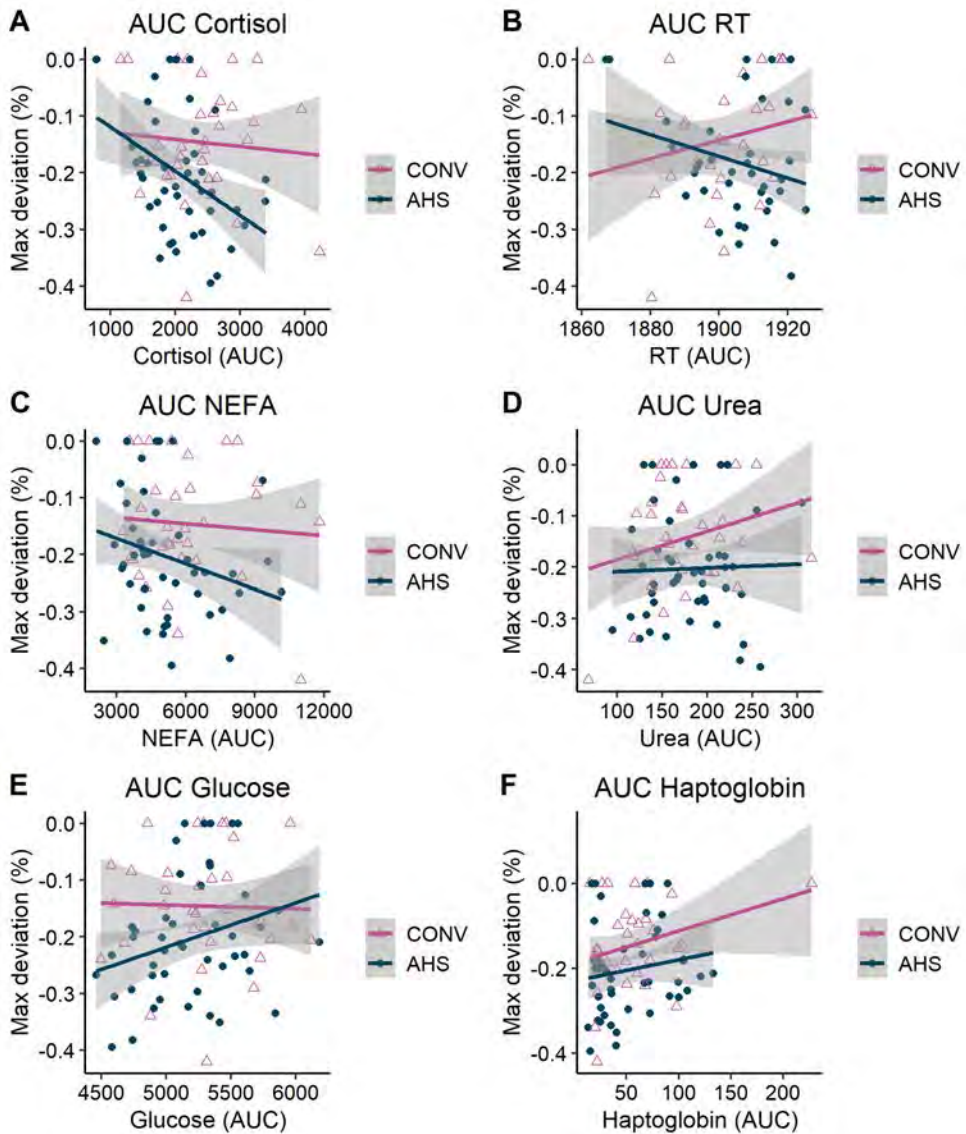 A
AUC Cortisol
Max deviation (%)
0.0
-0.1
-0.2
-0.3
-0.4
1000 2000 3000 4000
Cortisol (AUC)
CONV
AHS
B
AUC RT
Max deviation (%)
0.0
-0.1
-0.2
-0.3
-0.4
1860 1880 1900 1920
RT (AUC)
CONV
AHS
C
AUC NEFA
Max deviation (%)
0.0
-0.1
-0.2
-0.3
-0.4
3000 6000 9000 12000
NEFA (AUC)
CONV
AHS
D
AUC Urea
Max deviation (%)
0.0
-0.1
-0.2
-0.3
-0.4
100 150 200 250 300
Urea (AUC)
CONV
AHS
E
AUC Glucose
Max deviation (%)
0.0
-0.1
-0.2
-0.3
-0.4
4500 5000 5500 6000
Glucose (AUC)
CONV
AHS
F
AUC Haptoglobin
Max deviation (%)
0.0
-0.2
-0.4
50 100 150 200
Haptoglobin (AUC)
CONV
AHS